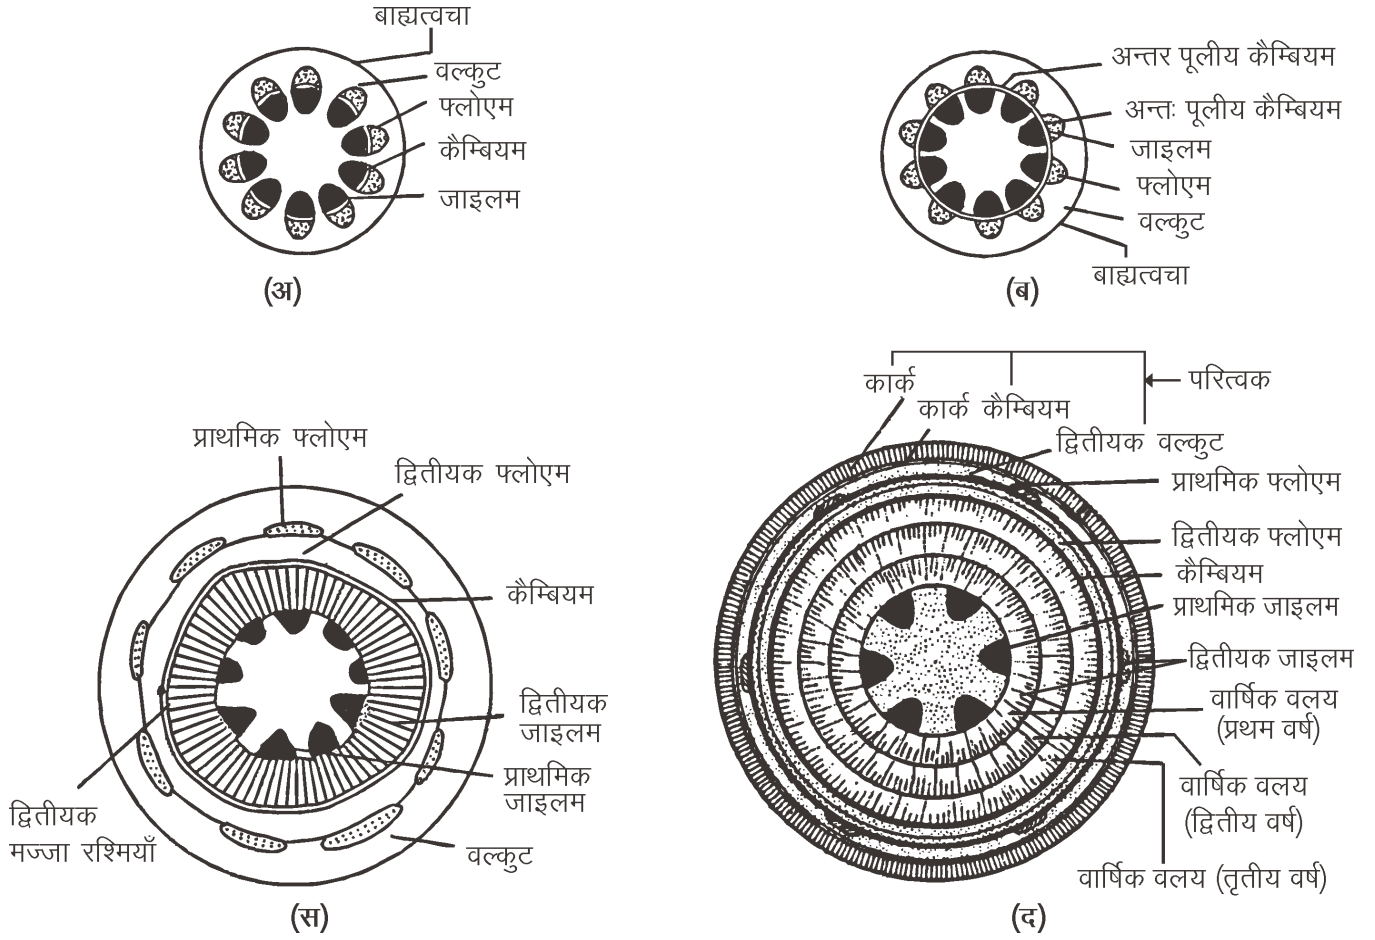 बाह्यत्वचा
वल्कुट
फ्लोएम
कैम्बियम
जाइलम
(अ)
अन्तर पूलीय कैम्बियम
अन्तः पूलीय कैम्बियम
जाइलम
फ्लोएम
वल्कुट
बाह्यत्वचा
(ब)
प्राथमिक फ्लोएम
द्वितीयक फ्लोएम
कैम्बियम
द्वितीयक
जाइलम
प्राथमिक
जाइलम
वल्कुट
द्वितीयक
मज्जा रश्मियाँ
(स)
कार्क
कार्क कैम्बियम
परित्वक
द्वितीयक वल्कुट
प्राथमिक फ्लोएम
द्वितीयक फ्लोएम
कैम्बियम
प्राथमिक जाइलम
द्वितीयक जाइलम
वार्षिक वलय
(प्रथम वर्ष)
वार्षिक वलय
(द्वितीय वर्ष)
वार्षिक वलय (तृतीय वर्ष)
(द)